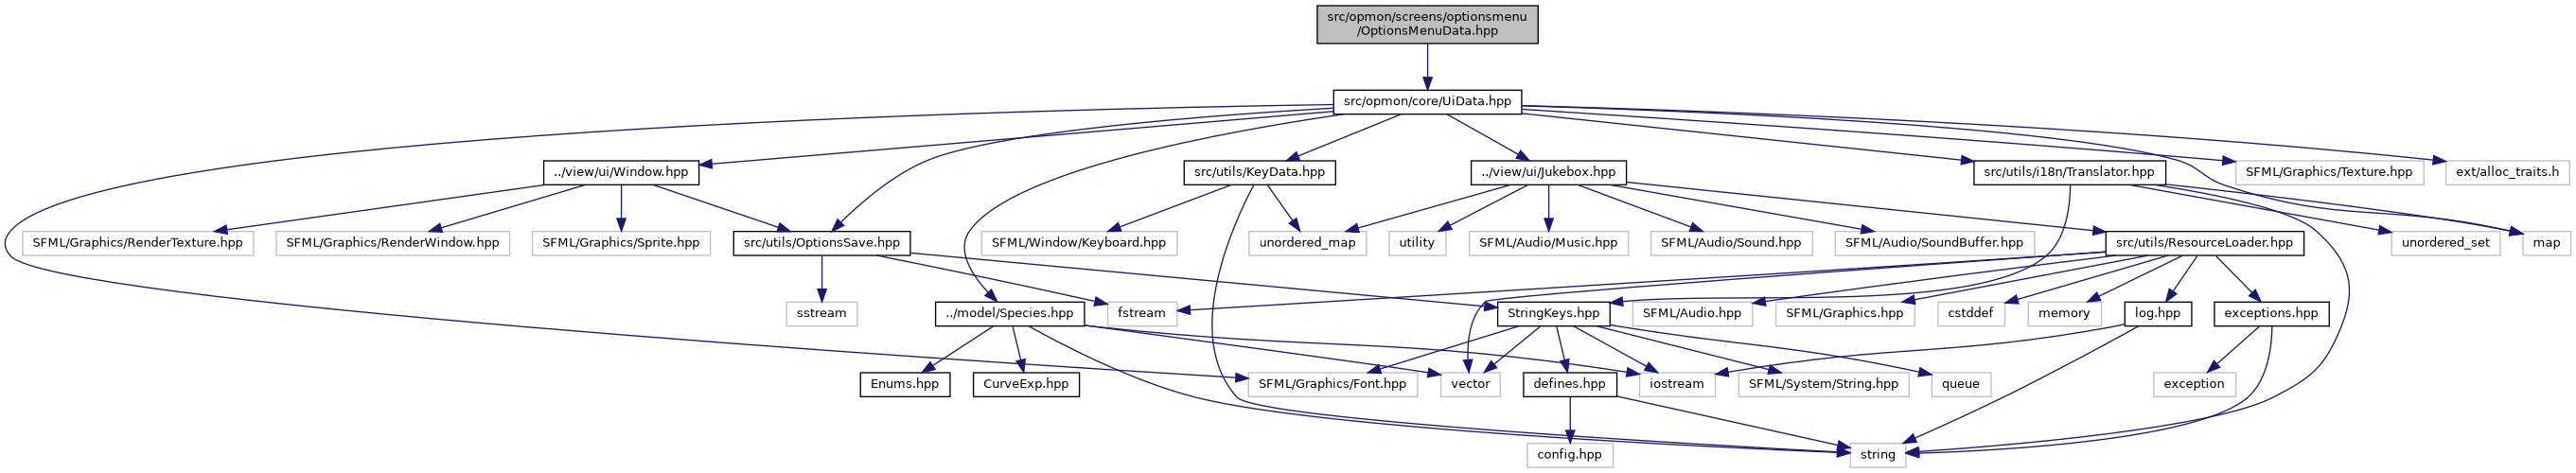 src/opmon/screens/optionsmenu
/OptionsMenuData.hpp
src/opmon/core/UiData.hpp
../view/ui/Window.hpp
src/utils/KeyData.hpp
../view/ui/Jukebox.hpp
src/utils/i18n/Translator.hpp
SFML/Graphics/Texture.hpp
ext/alloc_traits.h
SFML/Graphics/RenderTexture.hpp
SFML/Graphics/RenderWindow.hpp
SFML/Graphics/Sprite.hpp
src/utils/OptionsSave.hpp
SFML/Window/Keyboard.hpp
unordered_map
utility
SFML/Audio/Music.hpp
SFML/Audio/Sound.hpp
SFML/Audio/SoundBuffer.hpp
src/utils/ResourceLoader.hpp
unordered_set
map
sstream
../model/Species.hpp
fstream
StringKeys.hpp
SFML/Audio.hpp
SFML/Graphics.hpp
cstddef
memory
log.hpp
exceptions.hpp
Enums.hpp
CurveExp.hpp
SFML/Graphics/Font.hpp
vector
defines.hpp
iostream
SFML/System/String.hpp
queue
exception
config.hpp
string